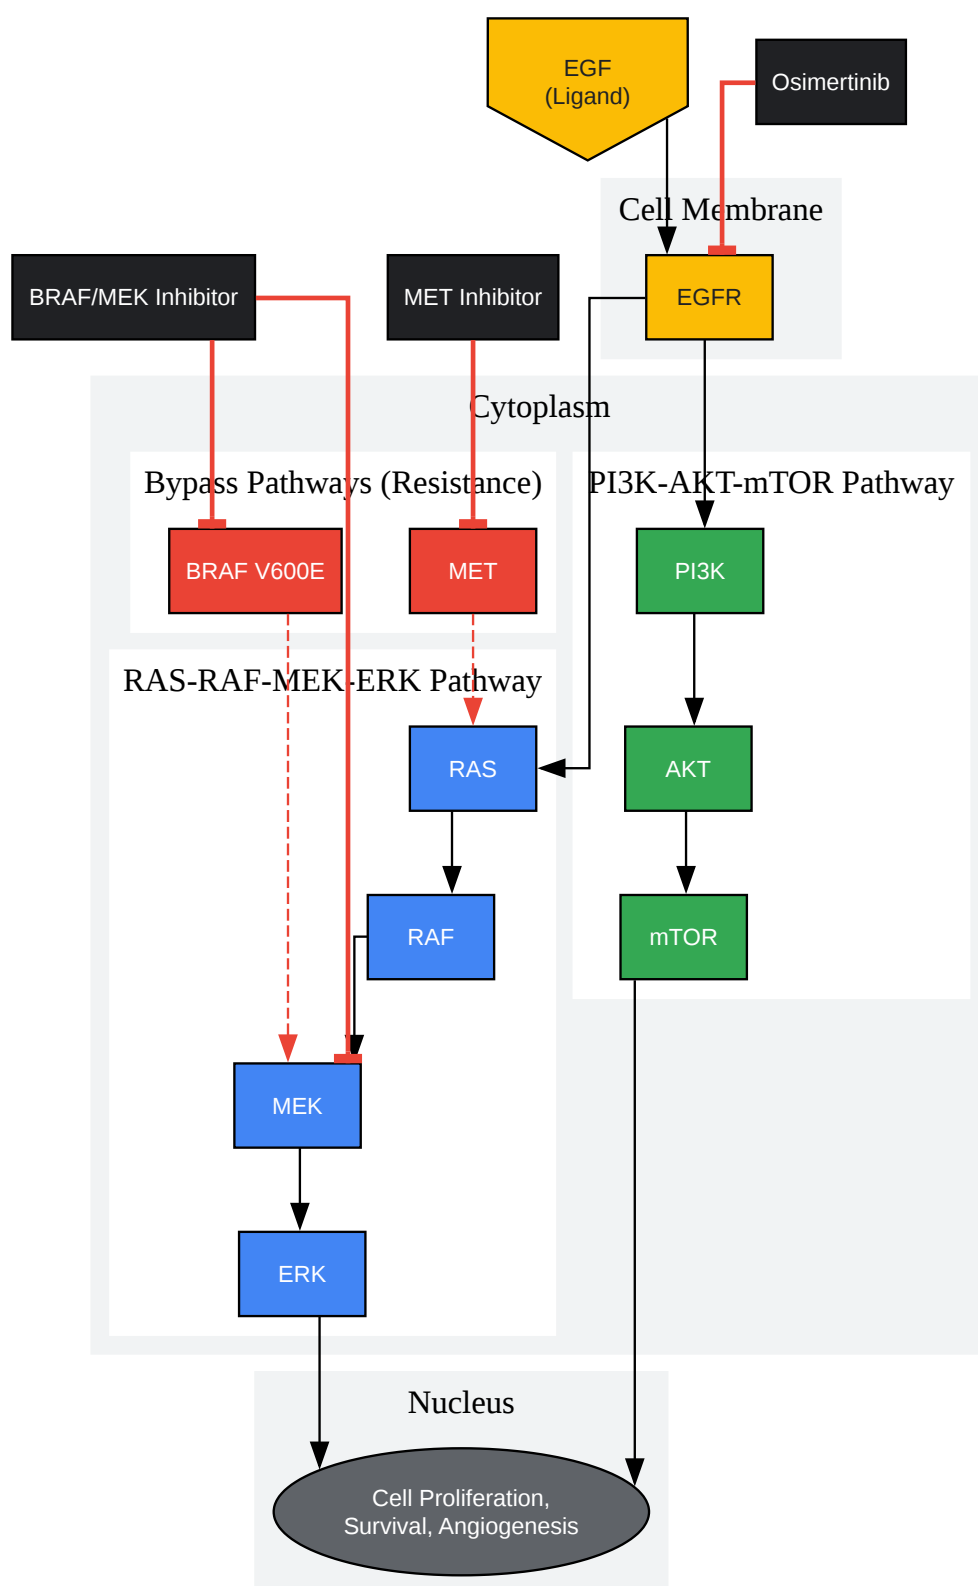 EGF
(Ligand)
Osimertinib
Cell Membrane
BRAF/MEK Inhibitor
MET Inhibitor
EGFR
Cytoplasm
Bypass Pathways (Resistance)
PI3K-AKT-mTOR Pathway
BRAF V600E
MET
PI3K
RAS-RAF-MEK-ERK Pathway
RAS
AKT
RAF
mTOR
MEK
ERK
Nucleus
Cell Proliferation,
Survival, Angiogenesis